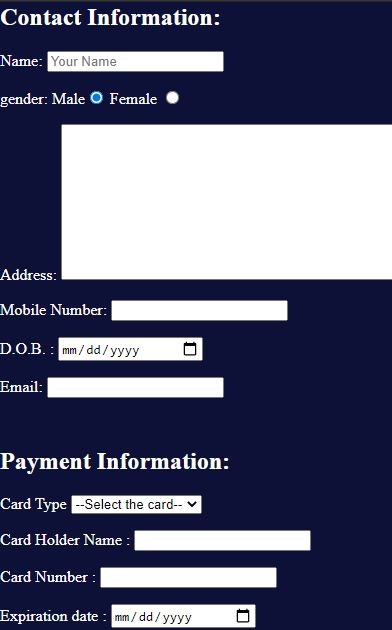 Contact Information:
Name: Your Name
gender: Male Female
Address:
Mobile Number:
D.O.B. : mm/dd/yyyy
Email:
Payment Information:
Card Type --Select the card--
Card Holder Name :
Card Number :
Expiration date : mm/dd/yyyy